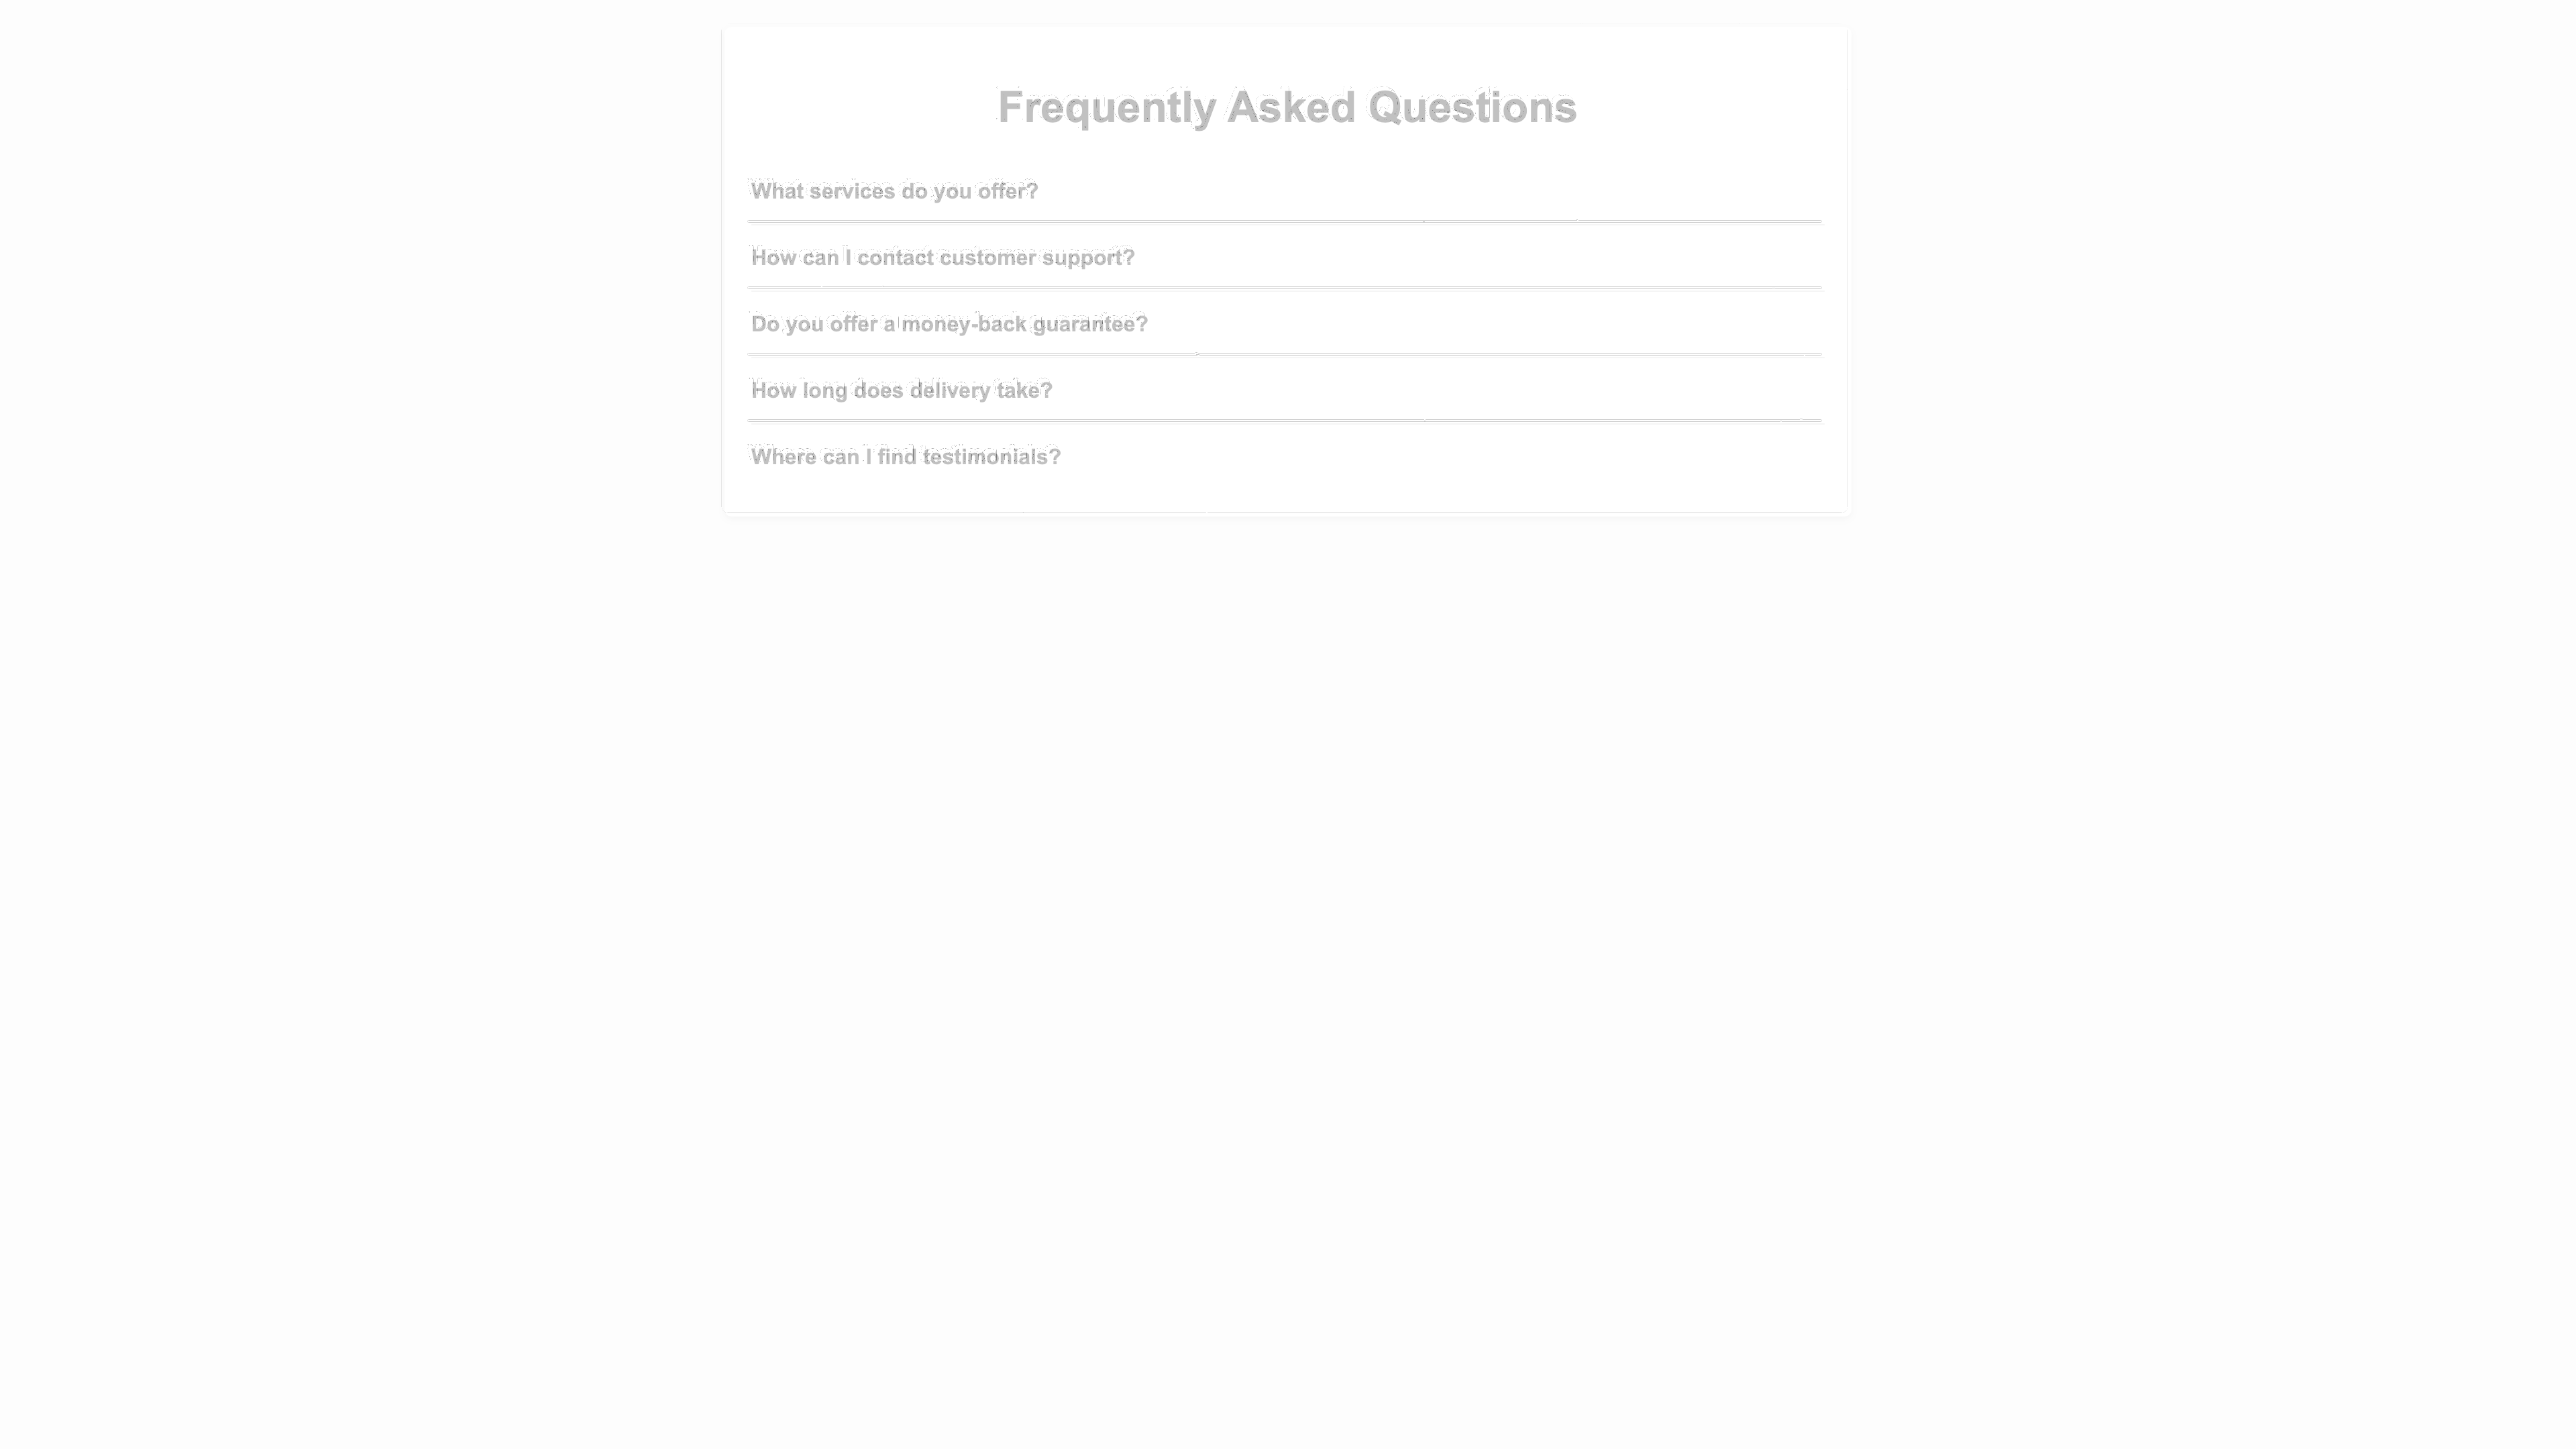 Frequently Asked Questions
What services do you offer?
How can I contact customer support?
Do you offer a money-back guarantee?
How long does delivery take?
Where can I find testimonials?